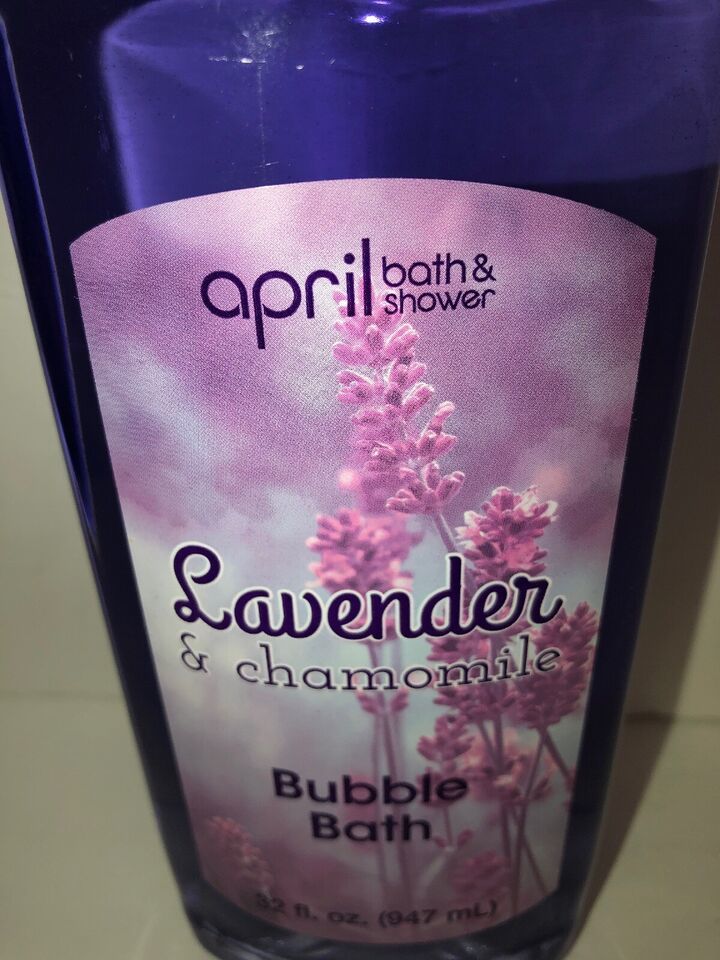 april bath & shower
Lavender
& chamomile
Bubble
Bath
32 fl. oz. (947 mL)